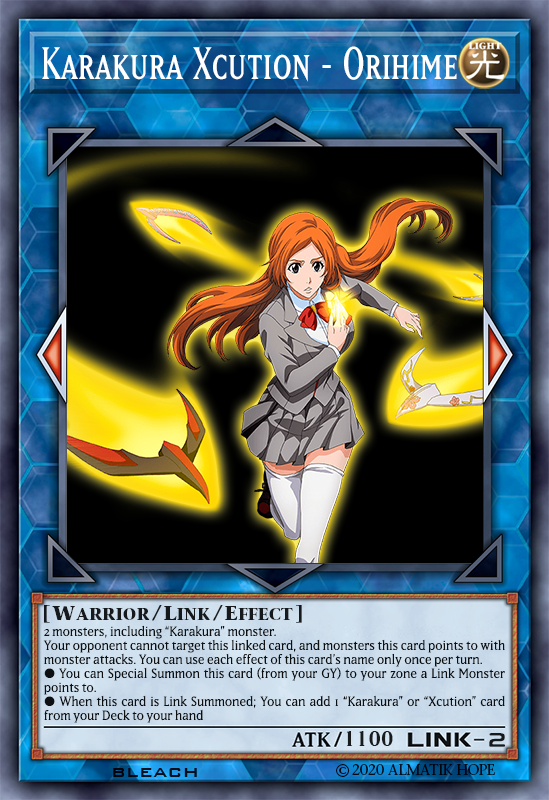 Karakura Xcution - Orihime
LIGHT
光
[Warrior/Link/Effect]
2 monsters, including “Karakura” monster.
Your opponent cannot target this linked card, and monsters this card points to with
monster attacks. You can use each effect of this card’s name only once per turn.
● You can Special Summon this card (from your GY) to your zone a Link Monster
points to.
● When this card is Link Summoned; You can add 1 “Karakura” or “Xcution” card
from your Deck to your hand
ATK/1100 LINK-2
BLEACH
©2020 ALMATIK HOPE